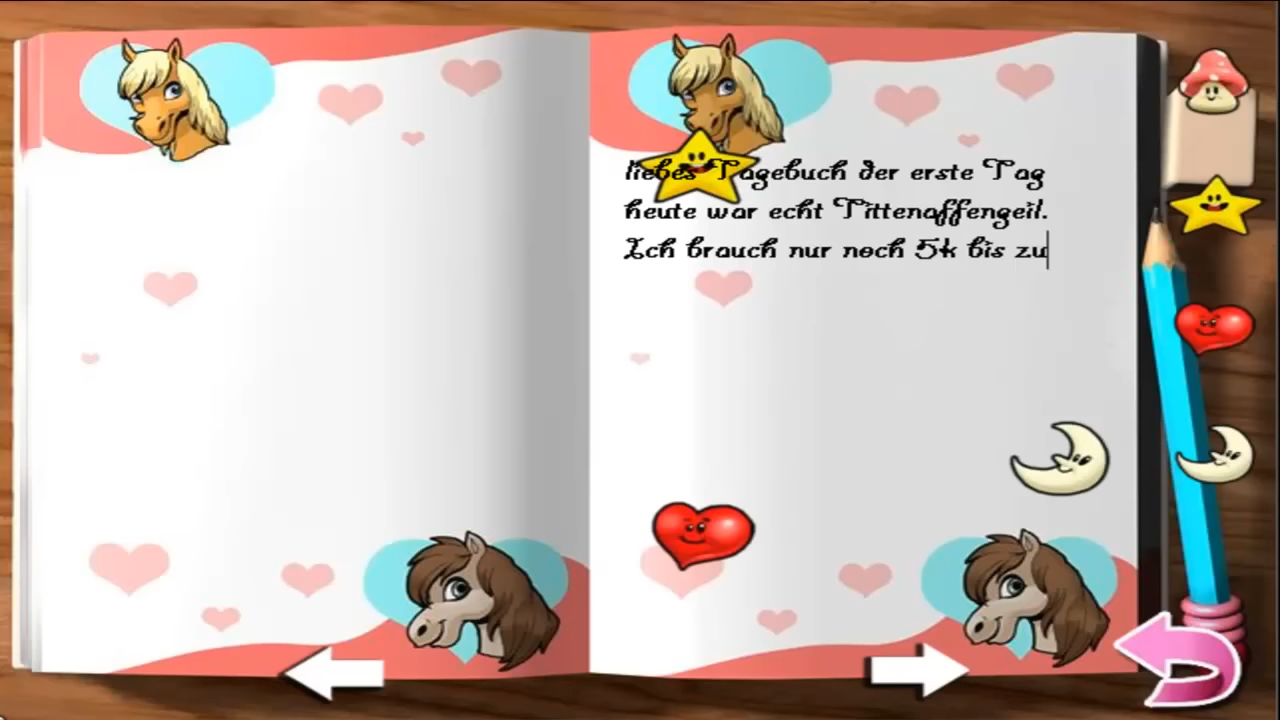 liebes Tagebuch der erste Tag
heute war echt Tittenaffengeil.
Ich brauch nur noch 5k bis zu